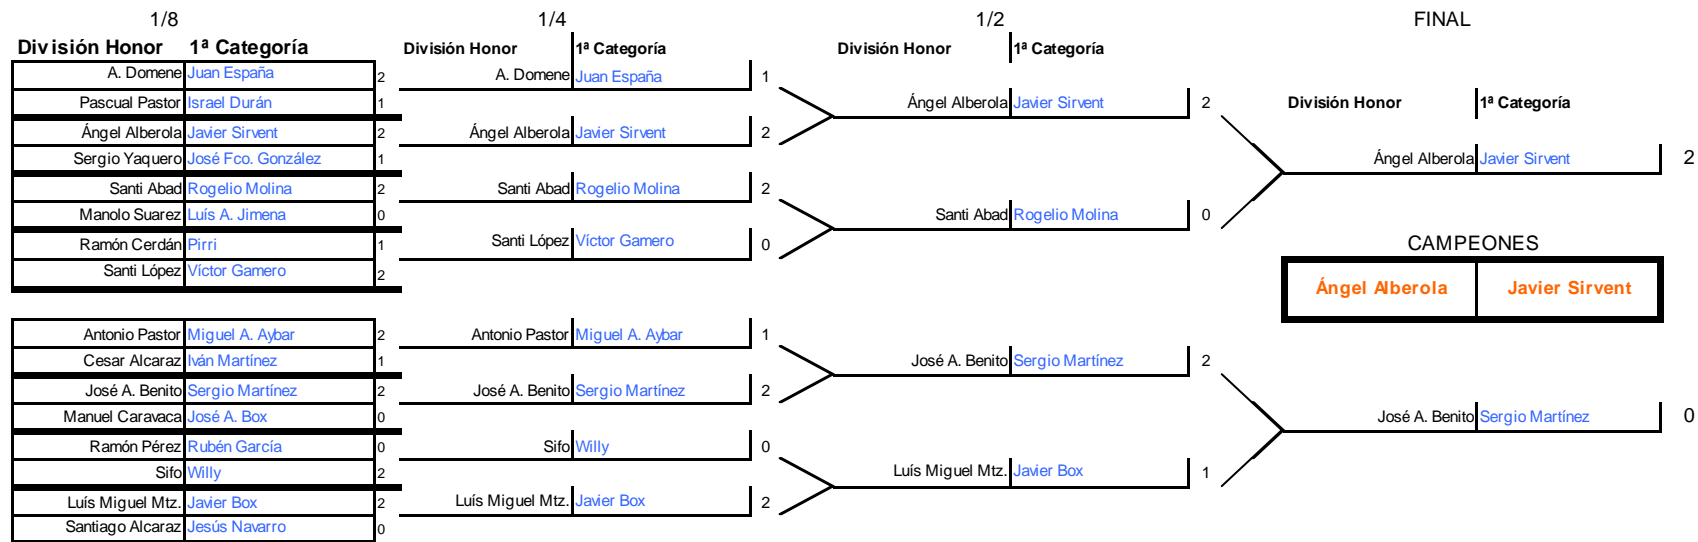 1/8 1/4 1/2 FINAL
División Honor 1ª Categoría División Honor 1ª Categoría División Honor 1ª Categoría
A. Domene Juan España 2 A. Domene Juan España 1
Pascual Pastor Israel Durán 1 Ángel Alberola Javier Sirvent 2 División Honor 1ª Categoría
Ángel Alberola Javier Sirvent 2 Ángel Alberola Javier Sirvent 2
Sergio Yaquero José Fco. González 1 Ángel Alberola Javier Sirvent 2
Santi Abad Rogelio Molina 2 Santi Abad Rogelio Molina 2
Manolo Suarez Luís A. Jimena 0 Santi Abad Rogelio Molina 0
Ramón Cerdán Pirri 1 Santi López Víctor Gamero 0 CAMPEONES
Santi López Víctor Gamero 2
Ángel Alberola Javier Sirvent
Antonio Pastor Miguel A. Aybar 2 Antonio Pastor Miguel A. Aybar 1
Cesar Alcaraz Iván Martínez 1 José A. Benito Sergio Martínez 2
José A. Benito Sergio Martínez 2 José A. Benito Sergio Martínez 2
Manuel Caravaca José A. Box 0 José A. Benito Sergio Martínez 0
Ramón Pérez Rubén García 0 Sifo Willy 0
Sifo Willy 2 Luís Miguel Mtz. Javier Box 1
Luís Miguel Mtz. Javier Box 2 Luís Miguel Mtz. Javier Box 2
Santiago Alcaraz Jesús Navarro 0